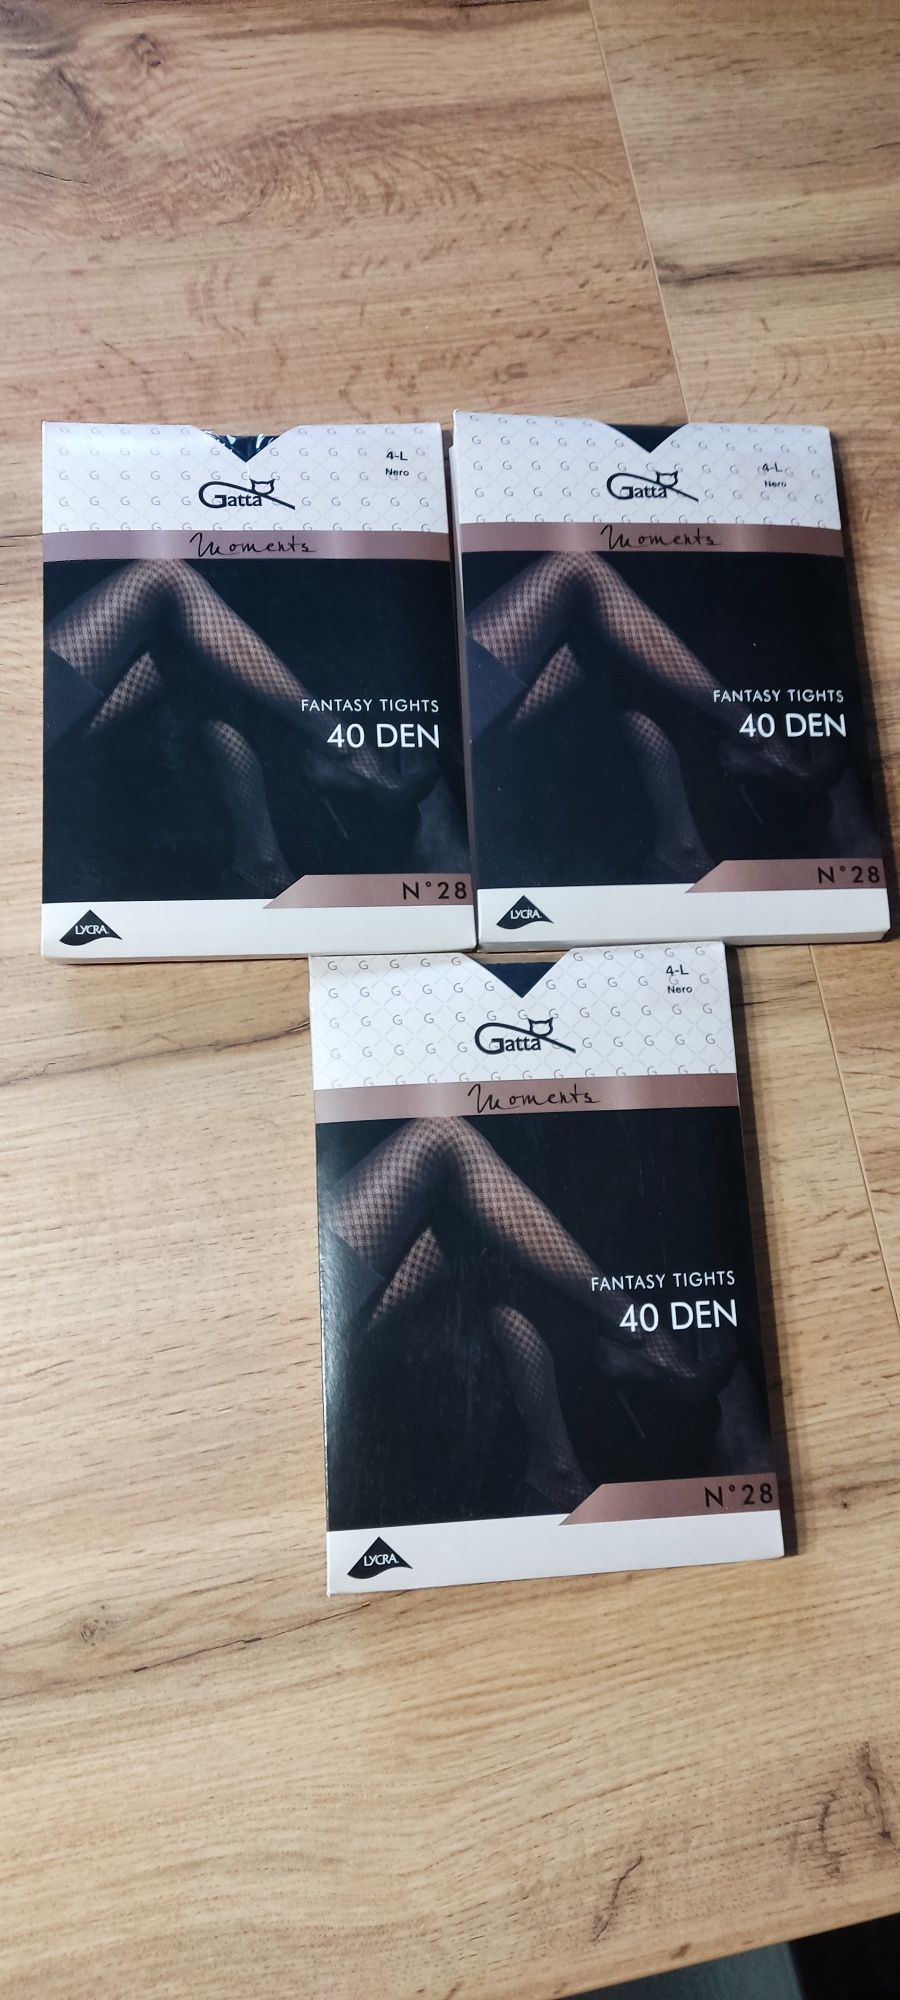 4-L
Nero
Gatta
Moments
FANTASY TIGHTS
40 DEN
N°28
LYCRA
4-L
Nero
Gatta
Moments
FANTASY TIGHTS
40 DEN
N°28
LYCRA
4-L
Nero
Gatta
Moments
FANTASY TIGHTS
40 DEN
N°28
LYCRA